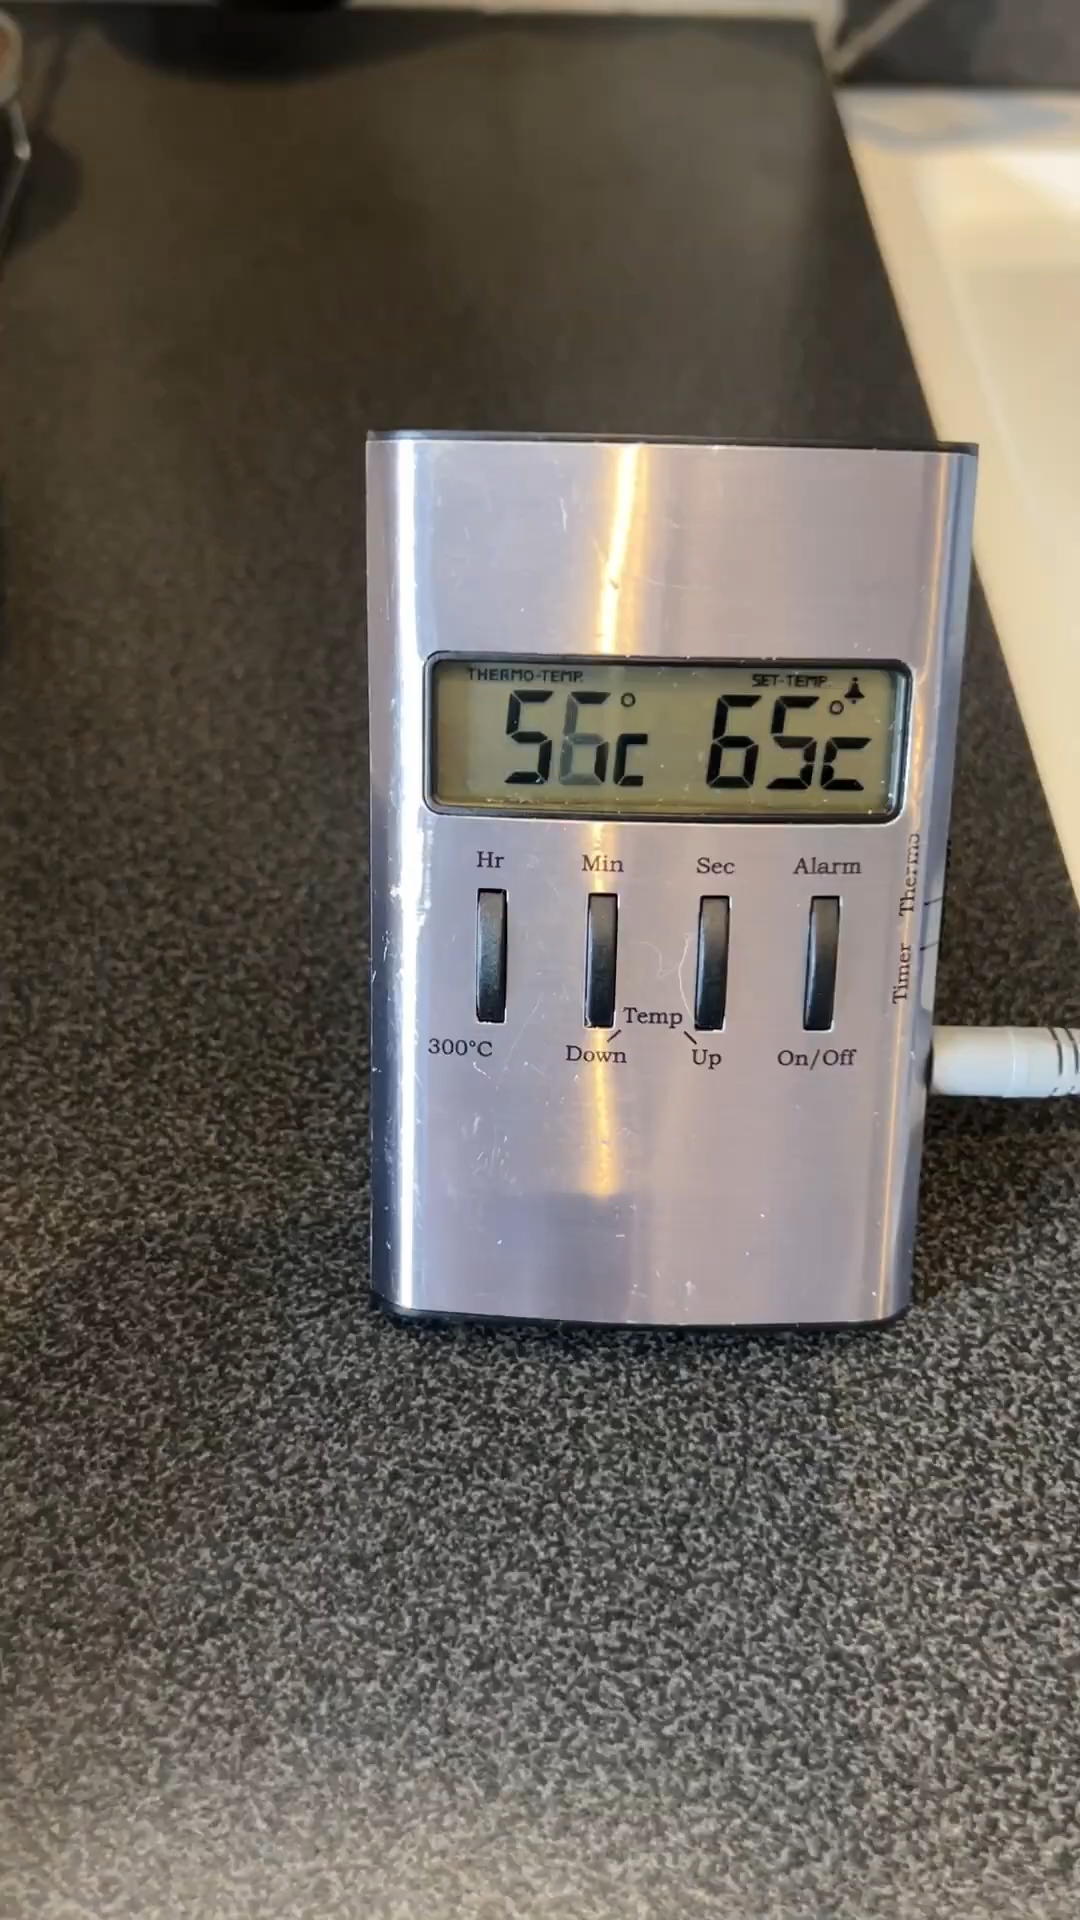 THERMO-TEMP. SET-TEMP.
56°c 65°c
Hr Min Sec Alarm
Temp
300°C Down Up On/Off
Timer Thermo